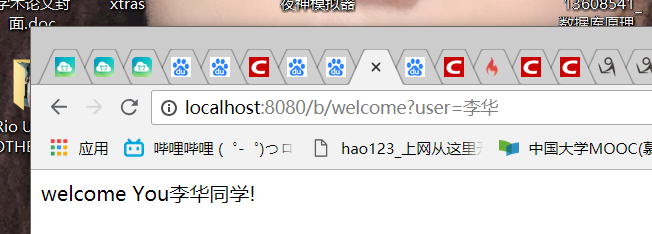 学术论文封
面.doc
xtras
夜神模拟器
18608541_
数据库原理
localhost:8080/b/welcome?user=李华
应用
哔哩哔哩 ( ゜-゜)つロ
hao123_上网从这里开
中国大学MOOC(慕
welcome You李华同学!